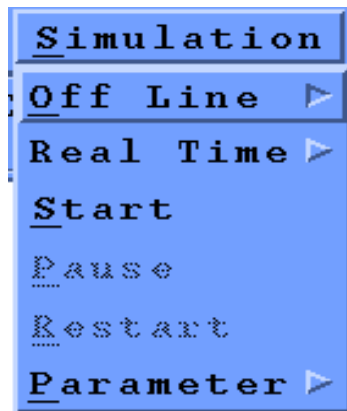 Simulation
Off Line
Real Time
Start
Pause
Restart
Parameter